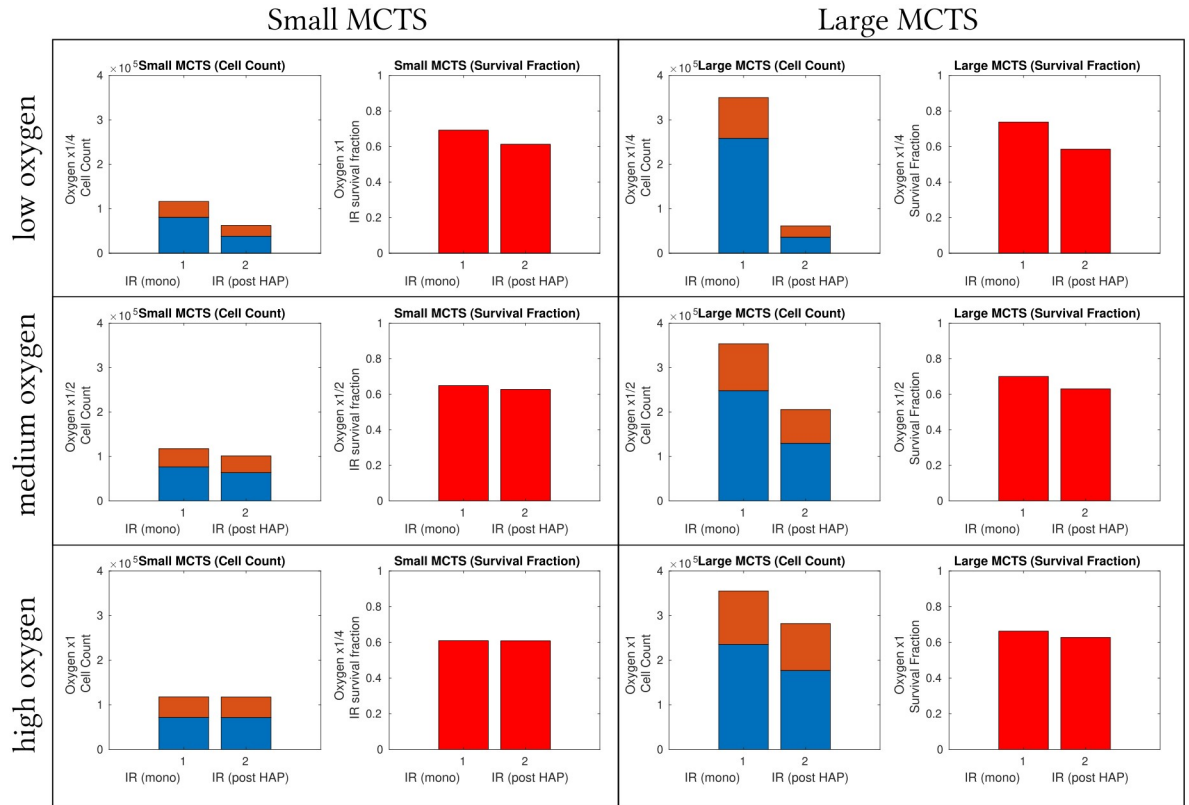 Small MCTS
Large MCTS
low oxygen
×10^5 Small MCTS (Cell Count)
Oxygen x1/4
Cell Count
4
3
2
1
0
1
2
IR (mono)
IR (post HAP)
Small MCTS (Survival Fraction)
Oxygen x1
IR survival fraction
1
0.8
0.6
0.4
0.2
0
1
2
IR (mono)
IR (post HAP)
×10^5 Large MCTS (Cell Count)
Oxygen x1/4
Cell Count
4
3
2
1
0
1
2
IR (mono)
IR (post HAP)
Large MCTS (Survival Fraction)
Oxygen x1/4
Survival Fraction
1
0.8
0.6
0.4
0.2
0
1
2
IR (mono)
IR (post HAP)
medium oxygen
×10^5 Small MCTS (Cell Count)
Oxygen x1/2
Cell Count
4
3
2
1
0
1
2
IR (mono)
IR (post HAP)
Small MCTS (Survival Fraction)
Oxygen x1/2
IR survival fraction
1
0.8
0.6
0.4
0.2
0
1
2
IR (mono)
IR (post HAP)
×10^5 Large MCTS (Cell Count)
Oxygen x1/2
Cell Count
4
3
2
1
0
1
2
IR (mono)
IR (post HAP)
Large MCTS (Survival Fraction)
Oxygen x1/2
Survival Fraction
1
0.8
0.6
0.4
0.2
0
1
2
IR (mono)
IR (post HAP)
high oxygen
×10^5 Small MCTS (Cell Count)
Oxygen x1
Cell Count
4
3
2
1
0
1
2
IR (mono)
IR (post HAP)
Small MCTS (Survival Fraction)
Oxygen x1/4
IR survival fraction
1
0.8
0.6
0.4
0.2
0
1
2
IR (mono)
IR (post HAP)
×10^5 Large MCTS (Cell Count)
Oxygen x1
Cell Count
4
3
2
1
0
1
2
IR (mono)
IR (post HAP)
Large MCTS (Survival Fraction)
Oxygen x1
Survival Fraction
1
0.8
0.6
0.4
0.2
0
1
2
IR (mono)
IR (post HAP)